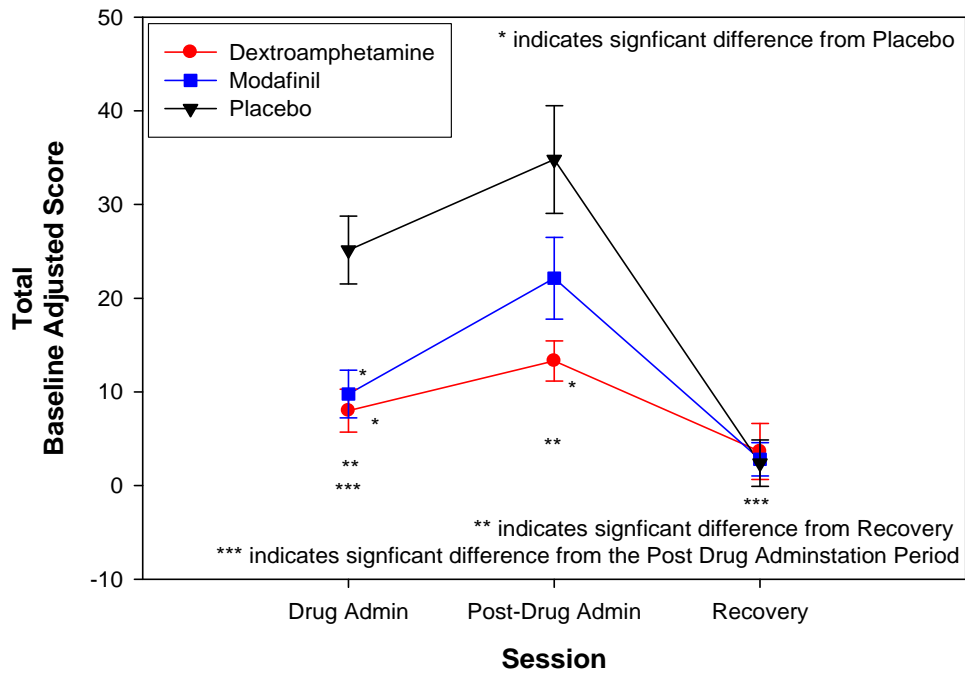 50
* indicates signficant difference from Placebo
Dextroamphetamine
Modafinil
Placebo
40
30
20
10
0
-10
*
*
*
**
***
**
***
** indicates signficant difference from Recovery
*** indicates signficant difference from the Post Drug Adminstation Period
Total
Baseline Adjusted Score
Drug Admin
Post-Drug Admin
Recovery
Session